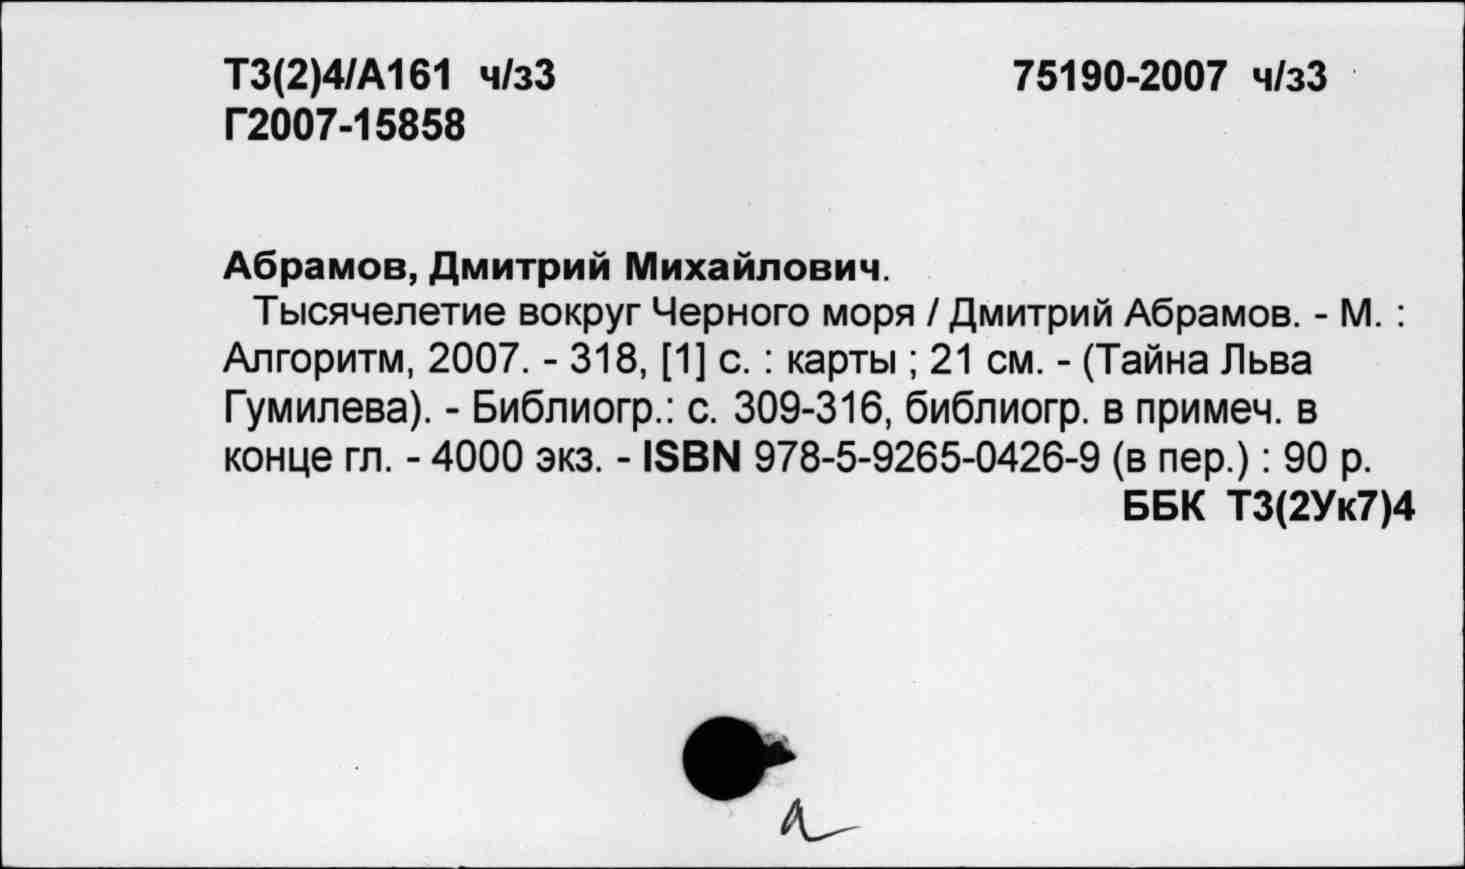 Т3(2)4/А161 ч/з3 75190-2007 ч/з3
Г2007-15858
Абрамов, Дмитрий Михайлович.
Тысячелетие вокруг Черного моря / Дмитрий Абрамов. - М. :
Алгоритм, 2007. - 318, [1] с. : карты ; 21 см. - (Тайна Льва
Гумилева). - Библиогр.: с. 309-316, библиогр. в примеч. в
конце гл. - 4000 экз. - ISBN 978-5-9265-0426-9 (в пер.) : 90 р.
ББК Т3(2Ук7)4